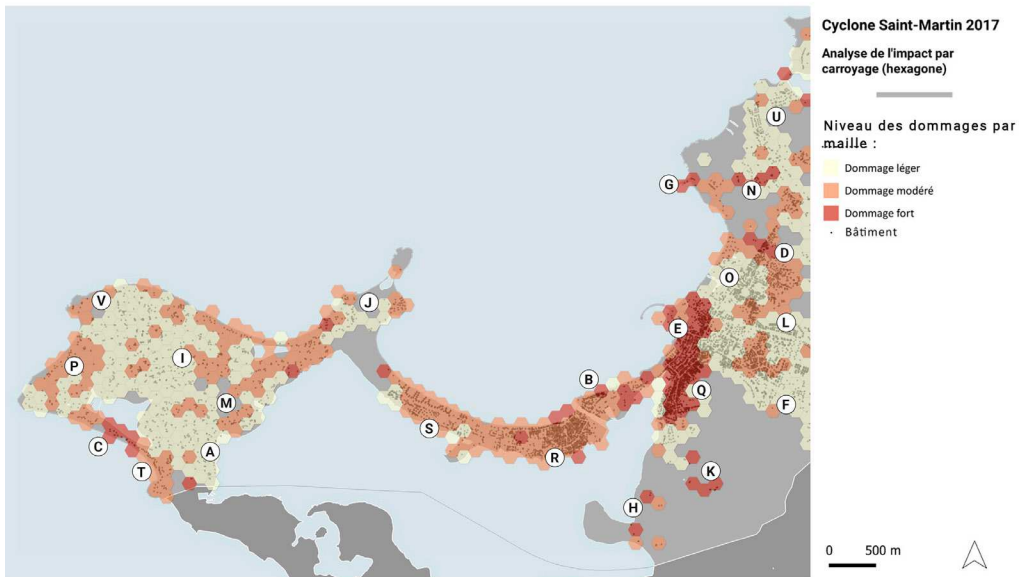 Cyclone Saint-Martin 2017
Analyse de l'impact par
carroyage (hexagone)
Niveau des dommages par
maille :
Dommage léger
Dommage modéré
Dommage fort
Bâtiment
U
G
N
D
O
V
J
L
E
I
P
B
Q
M
F
S
C
A
R
T
K
H
0 500 m